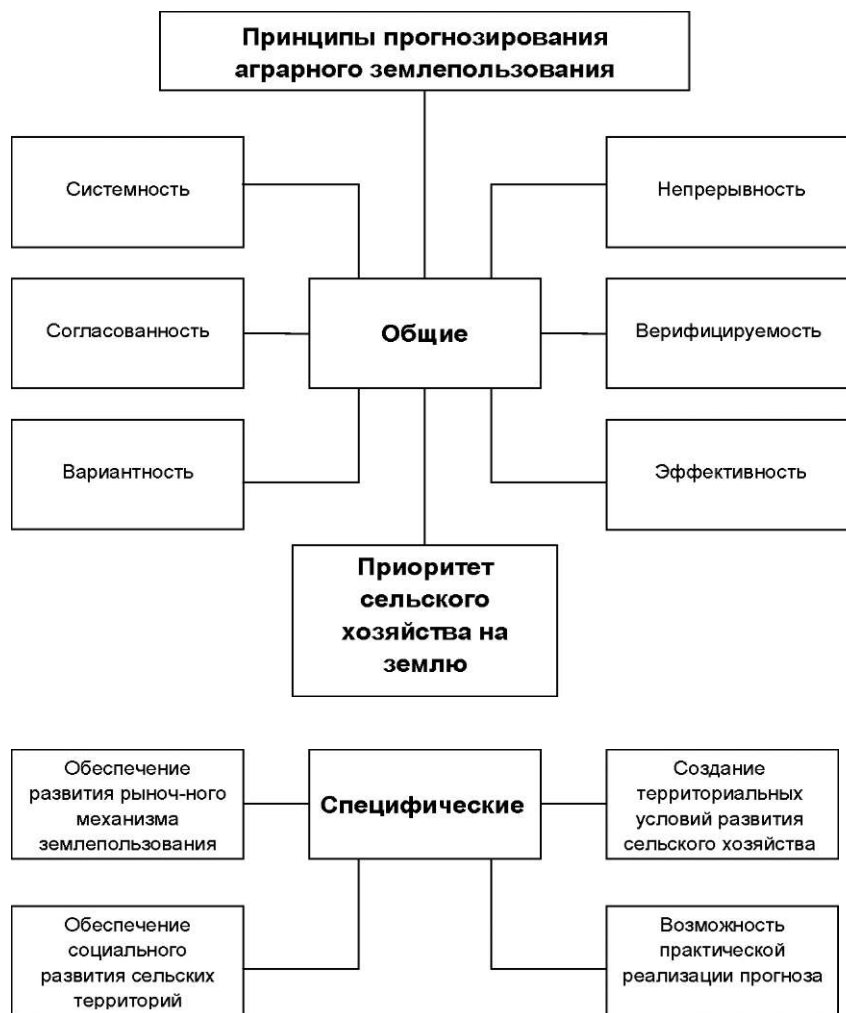 Принципы прогнозирования
аграрного землепользования
Системность
Непрерывность
Согласованность
Общие
Верифицируемость
Вариантность
Эффективность
Приоритет
сельского
хозяйства на
землю
Обеспечение
развития рыноч-ного
механизма
землепользования
Специфические
Создание
территориальных
условий развития
сельского хозяйства
Обеспечение
социального
развития сельских
территорий
Возможность
практической
реализации прогноза